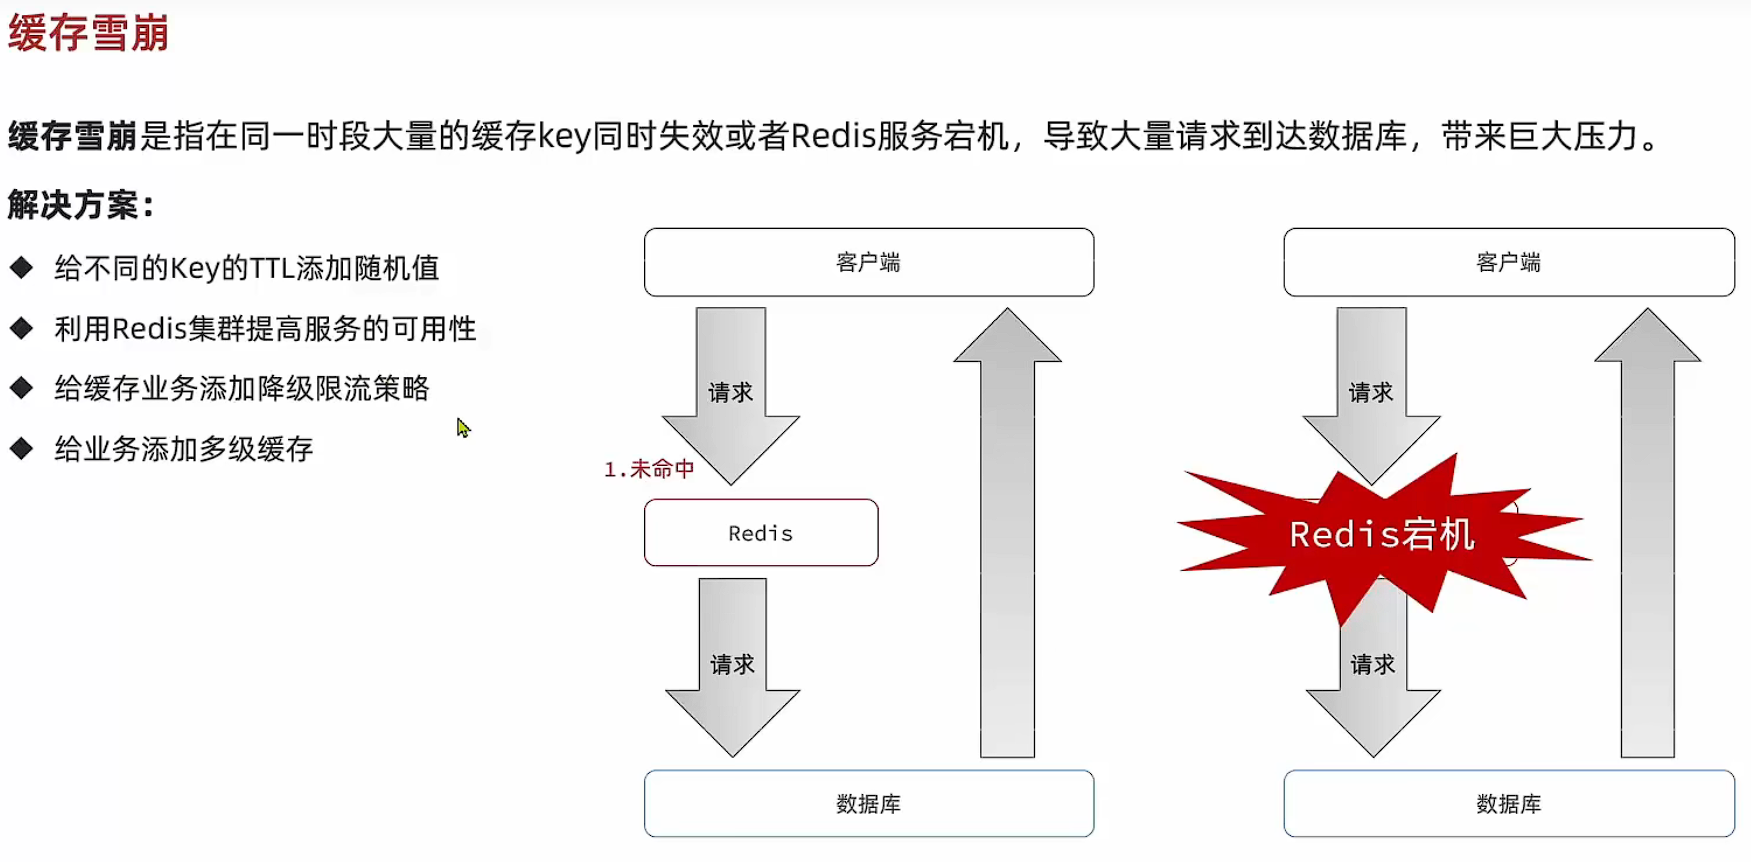 缓存雪崩
缓存雪崩是指在同一时段大量的缓存key同时失效或者Redis服务宕机，导致大量请求到达数据库，带来巨大压力。
解决方案：
给不同的Key的TTL添加随机值
利用Redis集群提高服务的可用性
给缓存业务添加降级限流策略
给业务添加多级缓存
客户端
请求
1.未命中
Redis
请求
数据库
客户端
请求
Redis宕机
请求
数据库